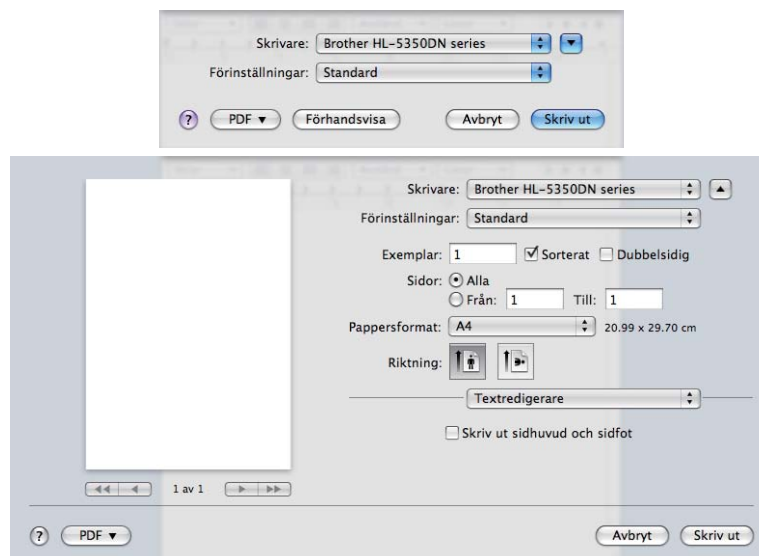 Skrivare: Brother HL-5350DN series
Förinställningar: Standard
? PDF Förhandsvisa Avbryt Skriv ut
Skrivare: Brother HL-5350DN series
Förinställningar: Standard
Exemplar: 1 Sorterat Dubbelsidig
Sidor: Alla
Från: 1 Till: 1
Pappersformat: A4 20.99 x 29.70 cm
Riktning:
Textredigerare
Skriv ut sidhuvud och sidfot
1 av 1
? PDF Avbryt Skriv ut